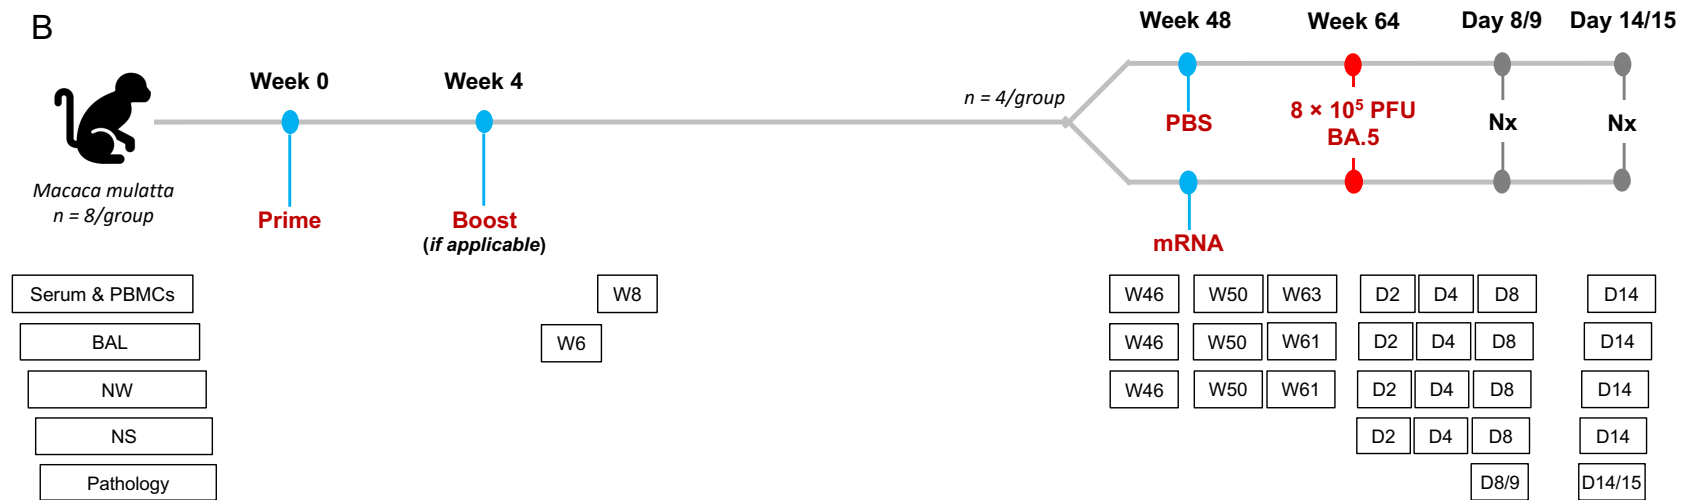 B
Week 0
Week 4
Week 48
Week 64
Day 8/9
Day 14/15
n = 4/group
PBS
8 × 10⁵ PFU
BA.5
Nx
Nx
Macaca mulatta
n = 8/group
Prime
Boost
(if applicable)
mRNA
Serum & PBMCs W8 W46 W50 W63 D2 D4 D8 D14
BAL W6 W46 W50 W61 D2 D4 D8 D14
NW W46 W50 W61 D2 D4 D8 D14
NS D2 D4 D8 D14
Pathology D8/9 D14/15